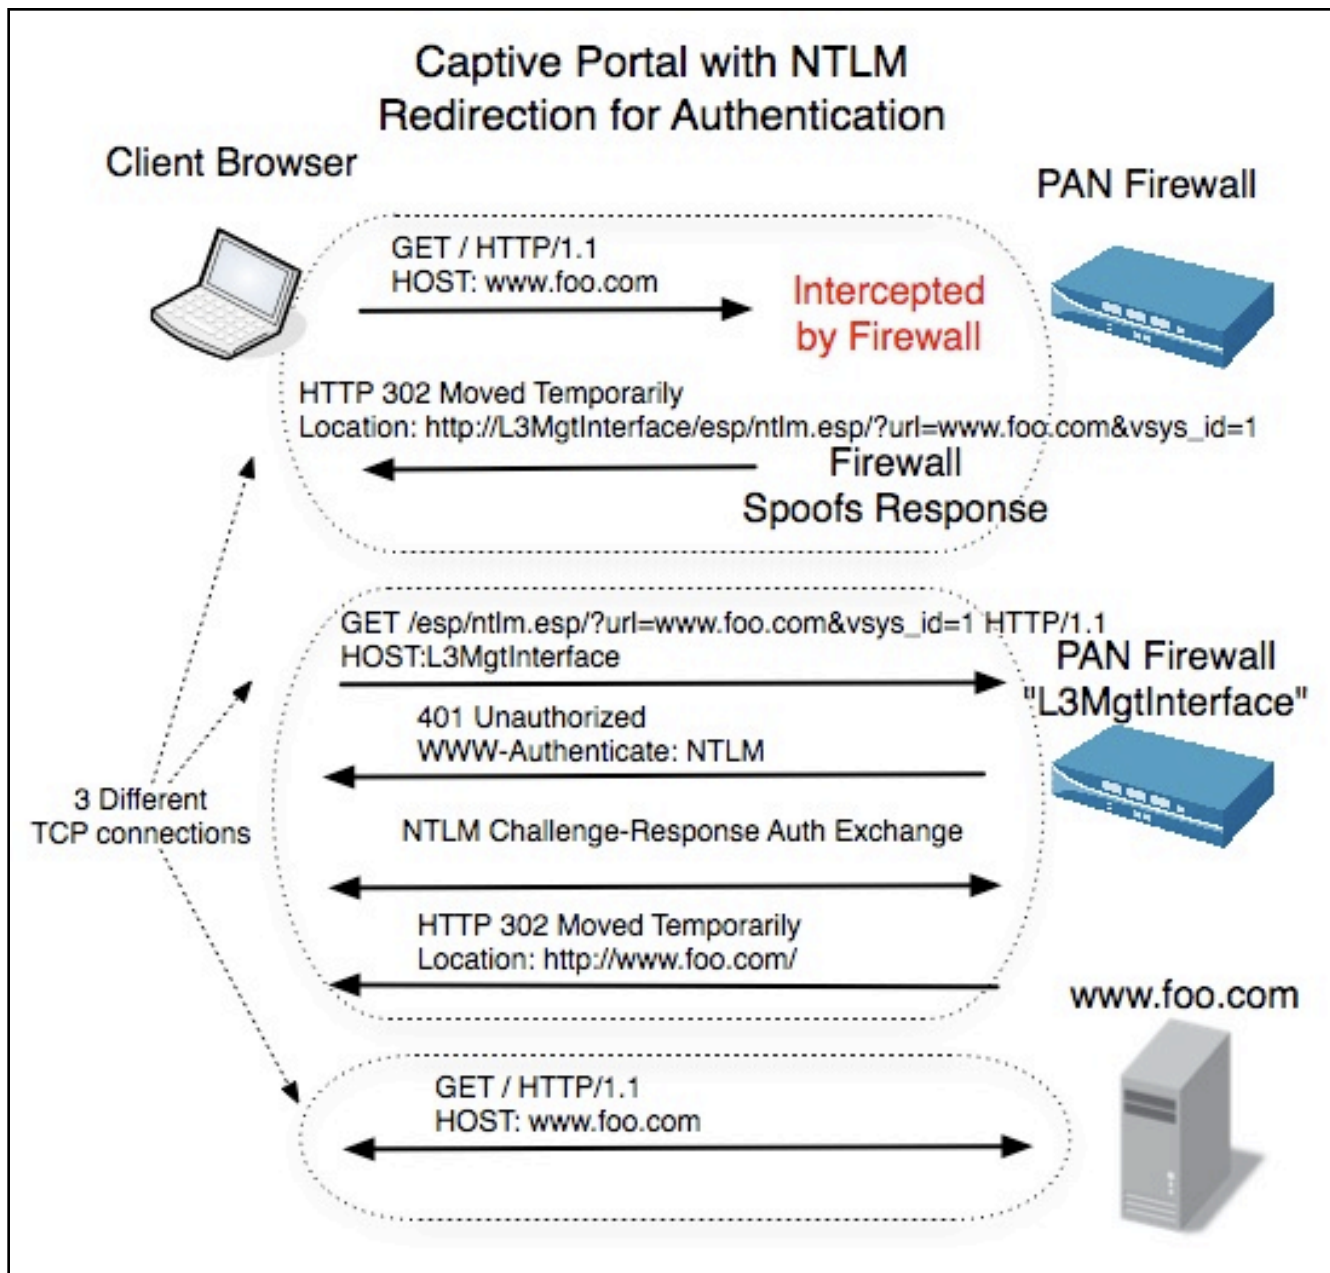 Captive Portal with NTLM
Redirection for Authentication
Client Browser
PAN Firewall
GET / HTTP/1.1
HOST: www.foo.com
Intercepted
by Firewall
HTTP 302 Moved Temporarily
Location: http://L3MgtInterface/esp/ntlm.esp/?url=www.foo.com&vsys_id=1
Firewall
Spoofs Response
GET /esp/ntlm.esp/?url=www.foo.com&vsys_id=1 HTTP/1.1
HOST:L3MgtInterface
PAN Firewall
"L3MgtInterface"
401 Unauthorized
WWW-Authenticate: NTLM
3 Different
TCP connections
NTLM Challenge-Response Auth Exchange
HTTP 302 Moved Temporarily
Location: http://www.foo.com/
www.foo.com
GET / HTTP/1.1
HOST: www.foo.com